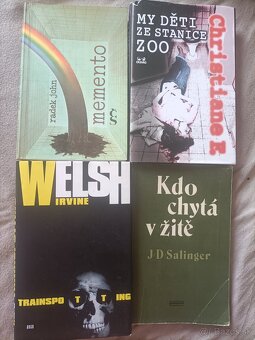 radek john
memento
MY DĚTI
ZE STANICE
ZOO
Christiane F
WELSH
IRVINE
TRAINSPOTTING
Kdo
chytá
v žitě
J D Salinger